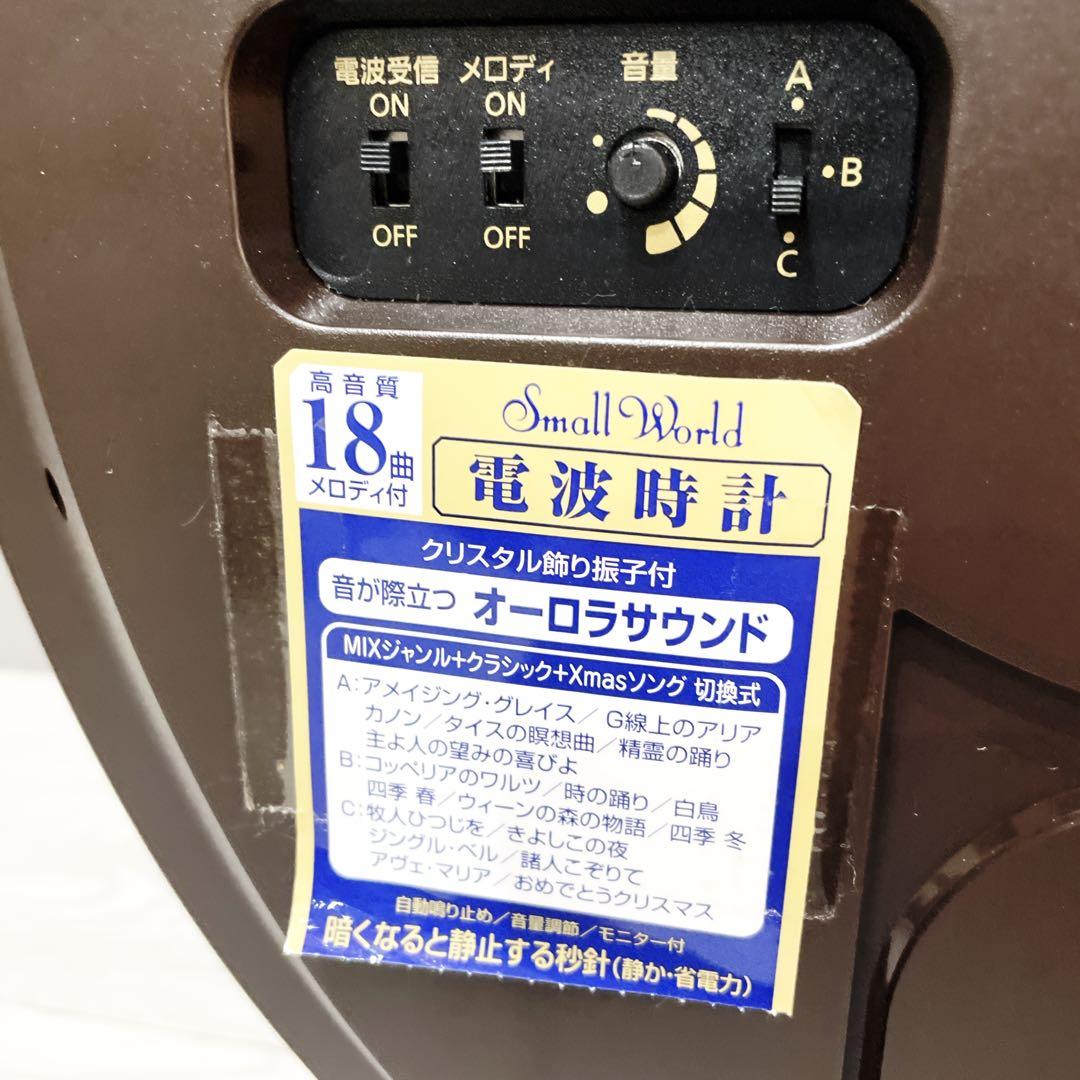 電波受信 メロディ 音量 A
ON ON
B
OFF OFF
C
高音質
18曲
メロディ付
Small World
電波時計
クリスタル飾り振子付
音が際立つ オーロラサウンド
MIXジャンル+クラシック+Xmasソング 切換式
A:アメイジング・グレイス/G線上のアリア
カノン/タイスの瞑想曲/精霊の踊り
主よ人の望みの喜びよ
B:コッペリアのワルツ/時の踊り/白鳥
四季 春/ウィーンの森の物語/四季 冬
C:牧人ひつじを/きよしこの夜
ジングル・ベル/諸人こぞりて
アヴェ・マリア/おめでとうクリスマス
自動鳴り止め/音量調節/モニター付
暗くなると静止する秒針(静か・省電力)